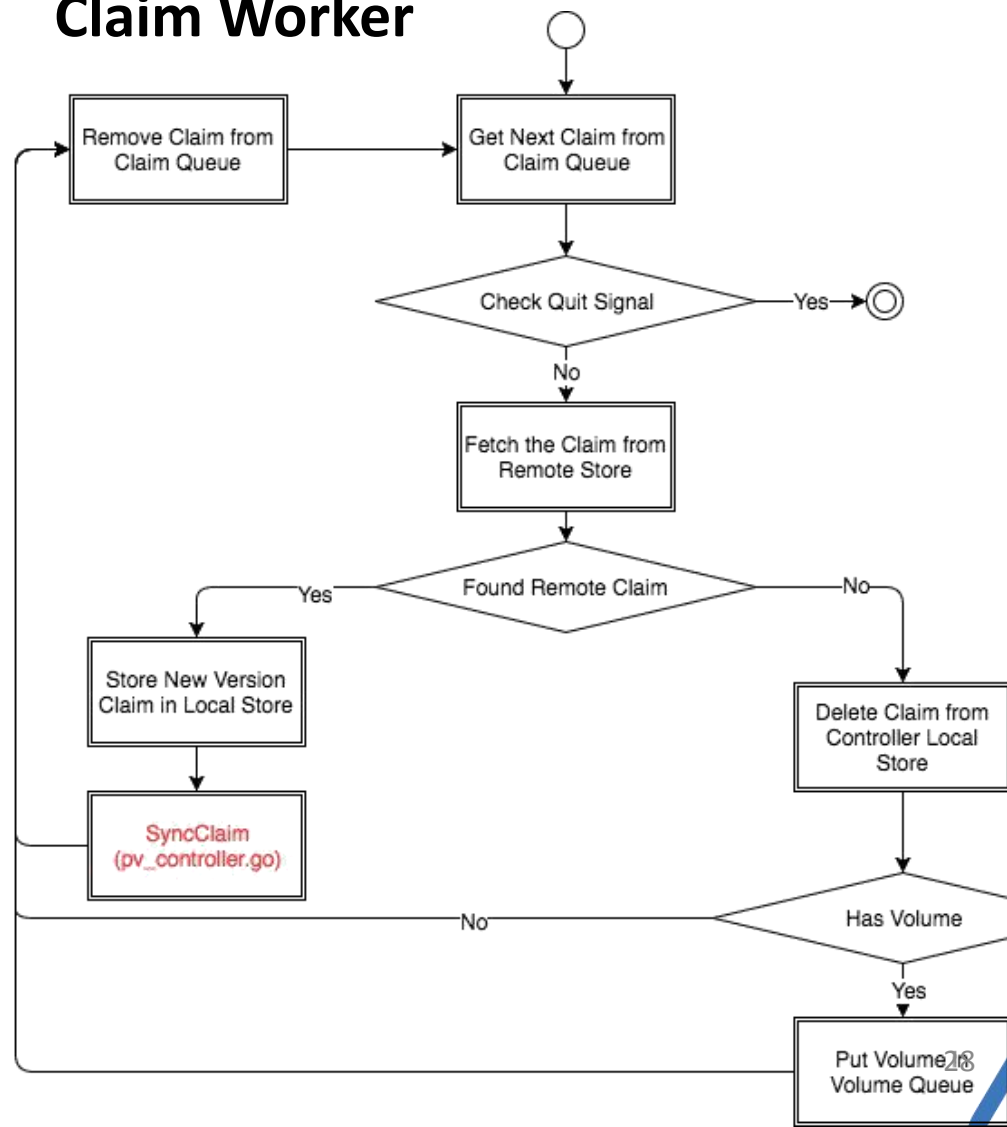 Claim Worker
Remove Claim from
Claim Queue
Get Next Claim from
Claim Queue
Check Quit Signal
Yes
No
Fetch the Claim from
Remote Store
Found Remote Claim
Yes
No
Store New Version
Claim in Local Store
Delete Claim from
Controller Local
Store
SyncClaim
(pv_controller.go)
Has Volume
No
Yes
Put Volume In
Volume Queue
28